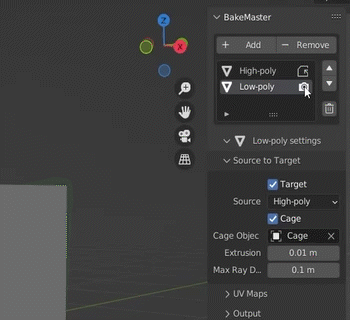 BakeMaster
+ Add − Remove
High-poly
Low-poly
Low-poly settings
Source to Target
Target
Source High-poly
Cage
Cage Objec Cage
Extrusion 0.01 m
Max Ray D... 0.1 m
UV Maps
Output
Z
X